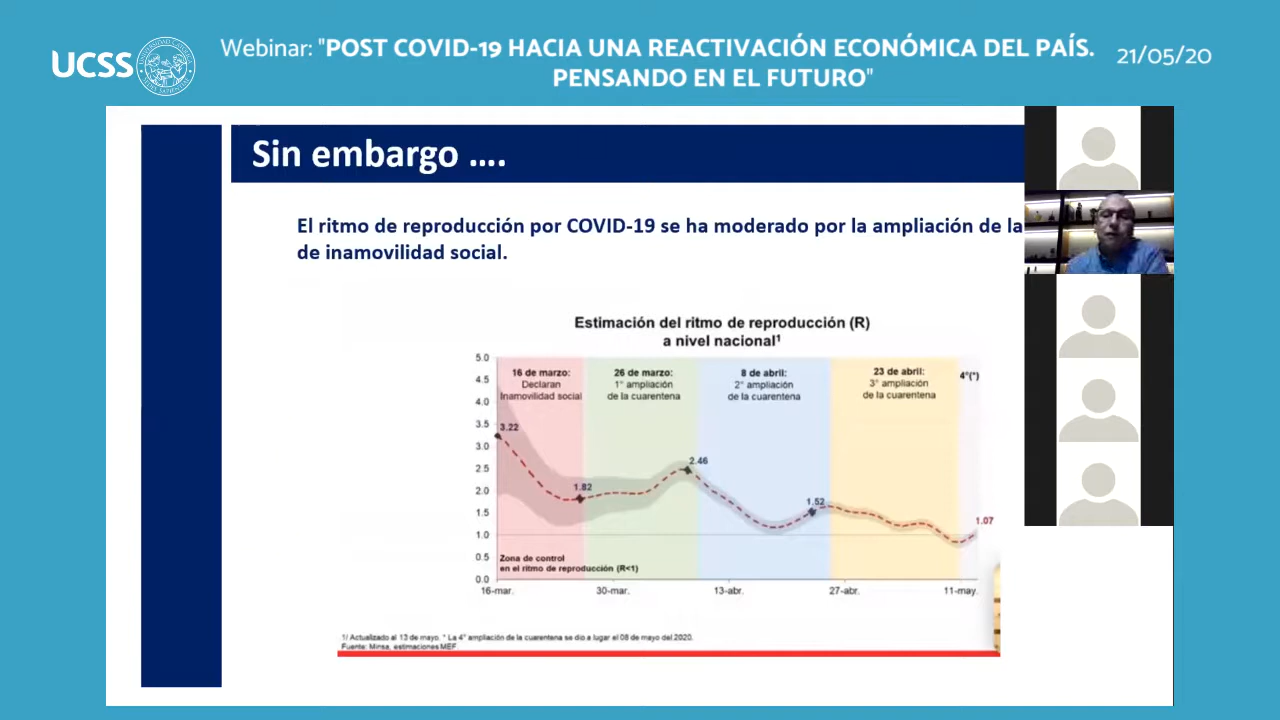 UCSS
Webinar: "POST COVID-19 HACIA UNA REACTIVACIÓN ECONÓMICA DEL PAÍS.
PENSANDO EN EL FUTURO"
21/05/20
Sin embargo ....
El ritmo de reproducción por COVID-19 se ha moderado por la ampliación de la
de inamovilidad social.
Estimación del ritmo de reproducción (R)
a nivel nacional¹
5.0
4.5
4.0
3.5
3.0
2.5
2.0
1.5
1.0
0.5
0.0
16 de marzo:
Declaran
Inamovilidad social
26 de marzo:
1° ampliación
de la cuarentena
8 de abril:
2° ampliación
de la cuarentena
23 de abril:
3° ampliación
de la cuarentena
4°(*)
3.22
1.82
2.46
1.52
1.07
Zona de control
en el ritmo de reproducción (R<1)
16-mar.
30-mar.
13-abr.
27-abr.
11-may.
1/ Actualizado al 13 de mayo. * La 4° ampliación de la cuarentena se dio a lugar el 08 de mayo del 2020.
Fuente: Minsa, estimaciones MEF.